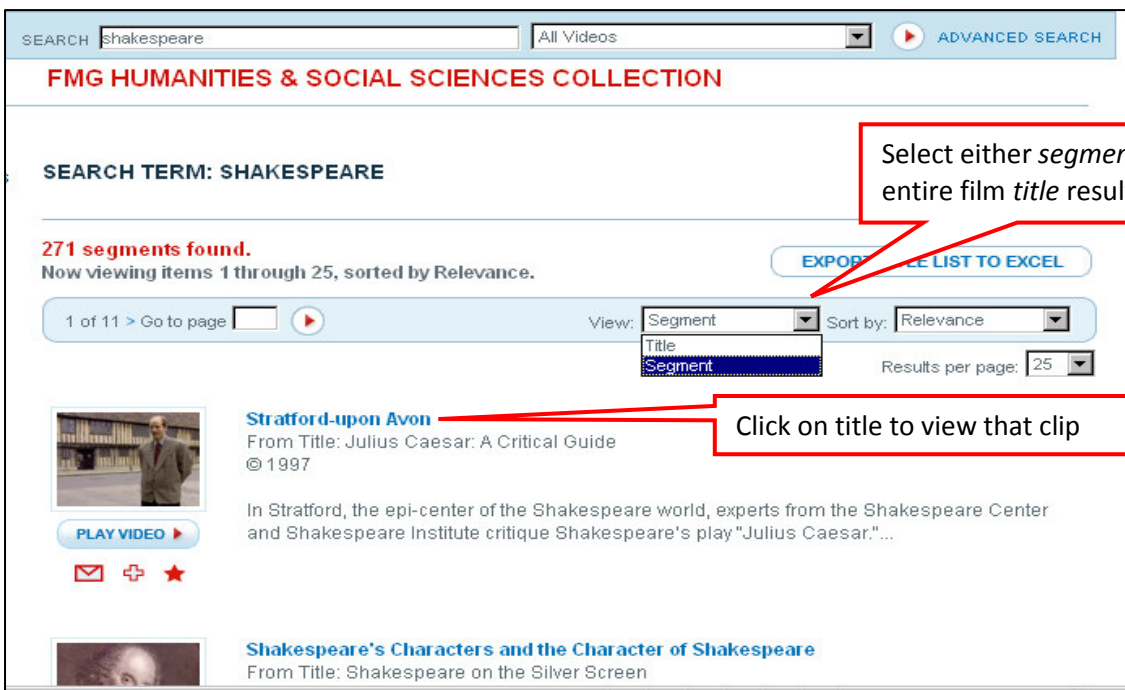 SEARCH shakespeare All Videos ADVANCED SEARCH
FMG HUMANITIES & SOCIAL SCIENCES COLLECTION
Select either
entire film title
SEARCH TERM: SHAKESPEARE
271 segments found.
Now viewing items 1 through 25, sorted by Relevance.
LIST TO EXCEL
1 of 11 > Go to page View: Segment Sort by: Relevance
Title
Segment
Results per page: 25
Stratford-upon Avon
From Title: Julius Caesar: A Critical Guide
© 1997
Click on title to view that clip
In Stratford, the epi-center of the Shakespeare world, experts from the Shakespeare Center
and Shakespeare Institute critique Shakespeare's play "Julius Caesar."...
PLAY VIDEO
Shakespeare's Characters and the Character of Shakespeare
From Title: Shakespeare on the Silver Screen